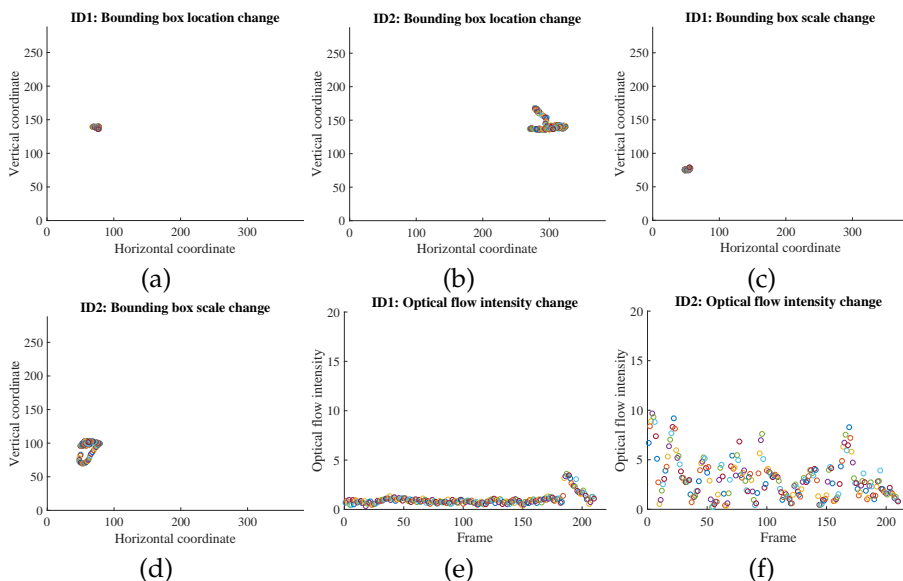 ID1: Bounding box location change
Vertical coordinate
250
200
150
100
50
0
0 100 200 300
Horizontal coordinate
(a)
ID2: Bounding box location change
Vertical coordinate
250
200
150
100
50
0
0 100 200 300
Horizontal coordinate
(b)
ID1: Bounding box scale change
Vertical coordinate
250
200
150
100
50
0
0 100 200 300
Horizontal coordinate
(c)
ID2: Bounding box scale change
Vertical coordinate
250
200
150
100
50
0
0 100 200 300
Horizontal coordinate
(d)
ID1: Optical flow intensity change
Optical flow intensity
20
15
10
5
0
0 50 100 150 200
Frame
(e)
ID2: Optical flow intensity change
Optical flow intensity
20
15
10
5
0
0 50 100 150 200
Frame
(f)